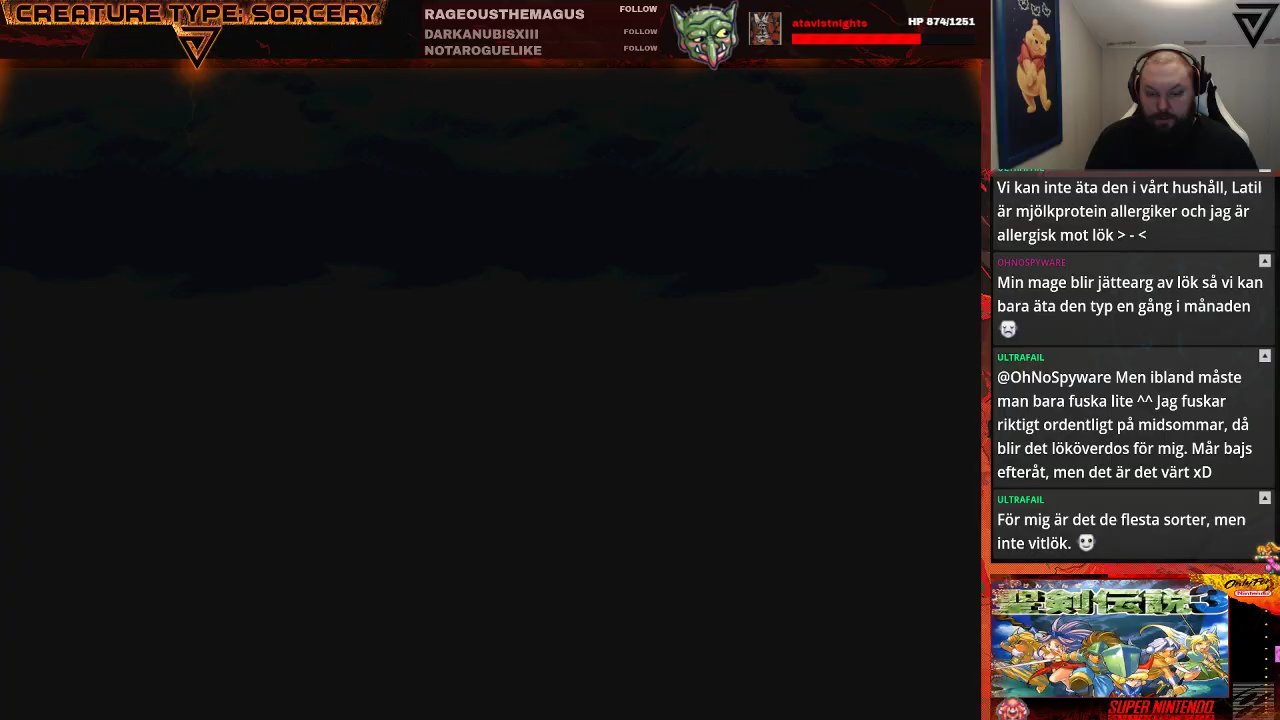 CREATURE TYPE: SORCERY
RAGEOUSTHEMAGUS FOLLOW
DARKANUBISXIII FOLLOW
NOTAROGUELIKE FOLLOW
atavistnights
HP 874/1251
Vi kan inte äta den i vårt hushåll, Latil
är mjölkprotein allergiker och jag är
allergisk mot lök > - <
OHNOSPYWARE
Min mage blir jättearg av lök så vi kan
bara äta den typ en gång i månaden
ULTRAFAIL
@OhNoSpyware Men ibland måste
man bara fuska lite ^^ Jag fuskar
riktigt ordentligt på midsommar, då
blir det lököverdos för mig. Mår bajs
efteråt, men det är det värt xD
ULTRAFAIL
För mig är det de flesta sorter, men
inte vitlök.
Only For
Nintendo
聖剣伝説3
SUPER NINTENDO